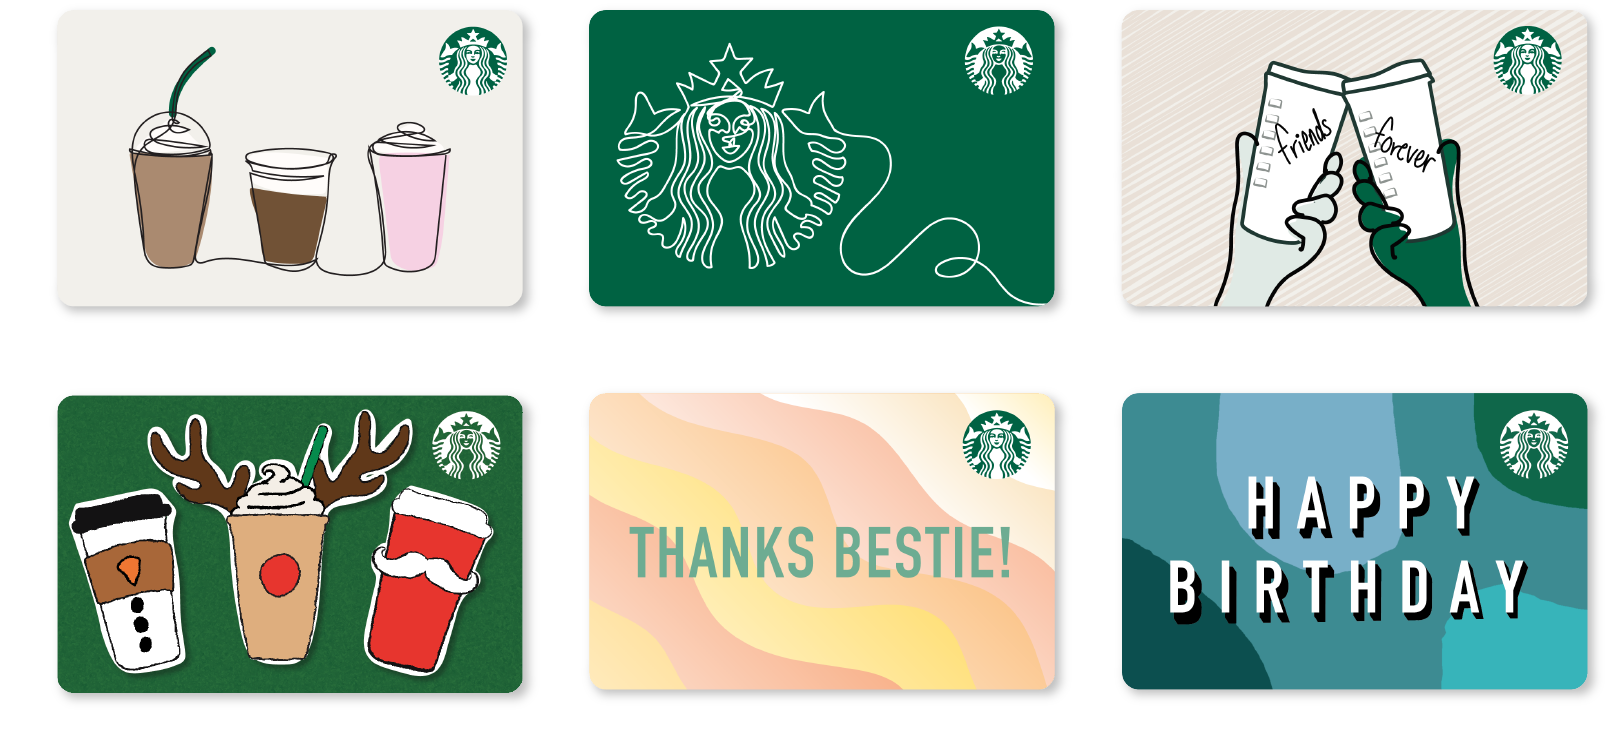 friends
forever
THANKS BESTIE!
HAPPY
BIRTHDAY